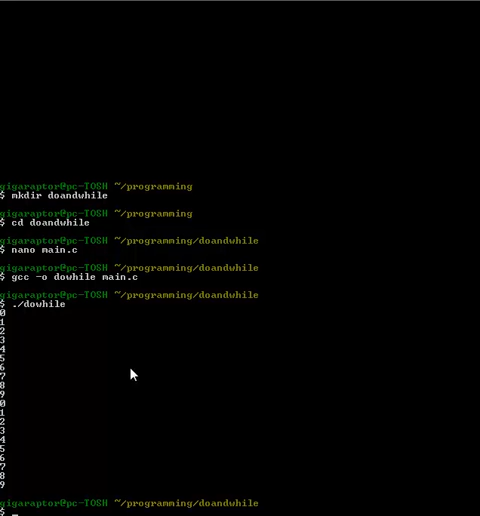 gigaraptor@pc-TOSH ~/programming
$ mkdir doandwhile
gigaraptor@pc-TOSH ~/programming
$ cd doandwhile
gigaraptor@pc-TOSH ~/programming/doandwhile
$ nano main.c
gigaraptor@pc-TOSH ~/programming/doandwhile
$ gcc -o dowhile main.c
gigaraptor@pc-TOSH ~/programming/doandwhile
$ ./dowhile
0
1
2
3
4
5
6
7
8
9
0
1
2
3
4
5
6
7
8
9
gigaraptor@pc-TOSH ~/programming/doandwhile
$ _